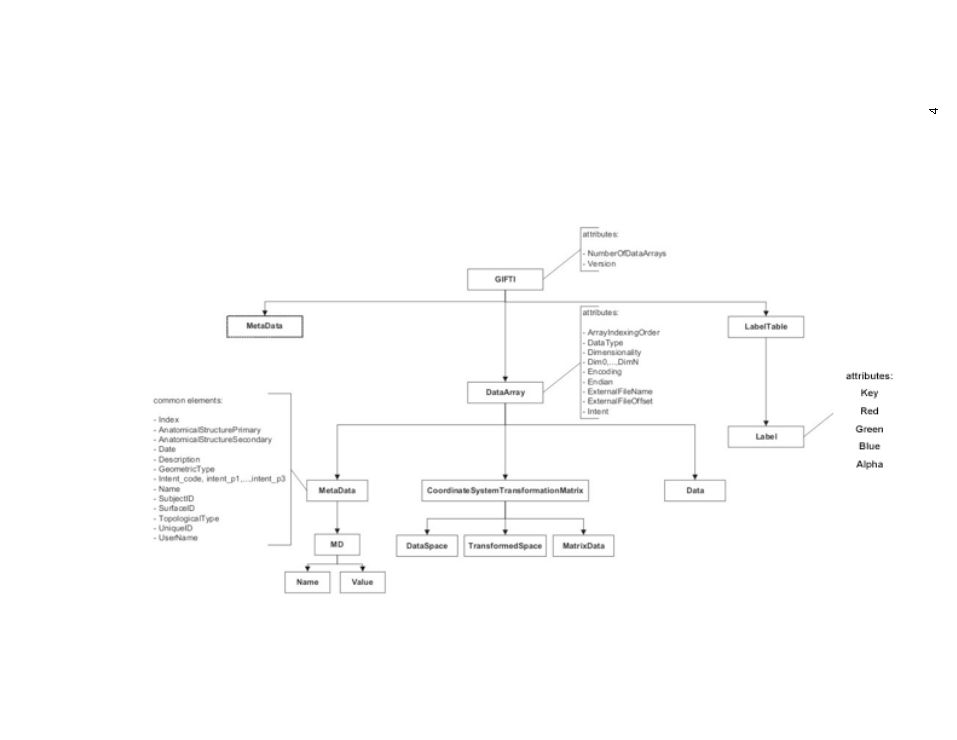 4
attributes:
- NumberOfDataArrays
- Version
GIFTI
MetaData
attributes:
- ArrayIndexingOrder
- DataType
- Dimensionality
- Dim0,...,DimN
- Encoding
- Endian
- ExternalFileName
- ExternalFileOffset
- Intent
LabelTable
DataArray
attributes:
Key
Red
Green
Blue
Alpha
Label
common elements:
- Index
- AnatomicalStructurePrimary
- AnatomicalStructureSecondary
- Date
- Description
- GeometricType
- Intent_code, intent_p1,...,intent_p3
- Name
- SubjectID
- SurfaceID
- TopologicalType
- UniqueID
- UserName
MetaData
CoordinateSystemTransformationMatrix
Data
MD
DataSpace
TransformedSpace
MatrixData
Name
Value